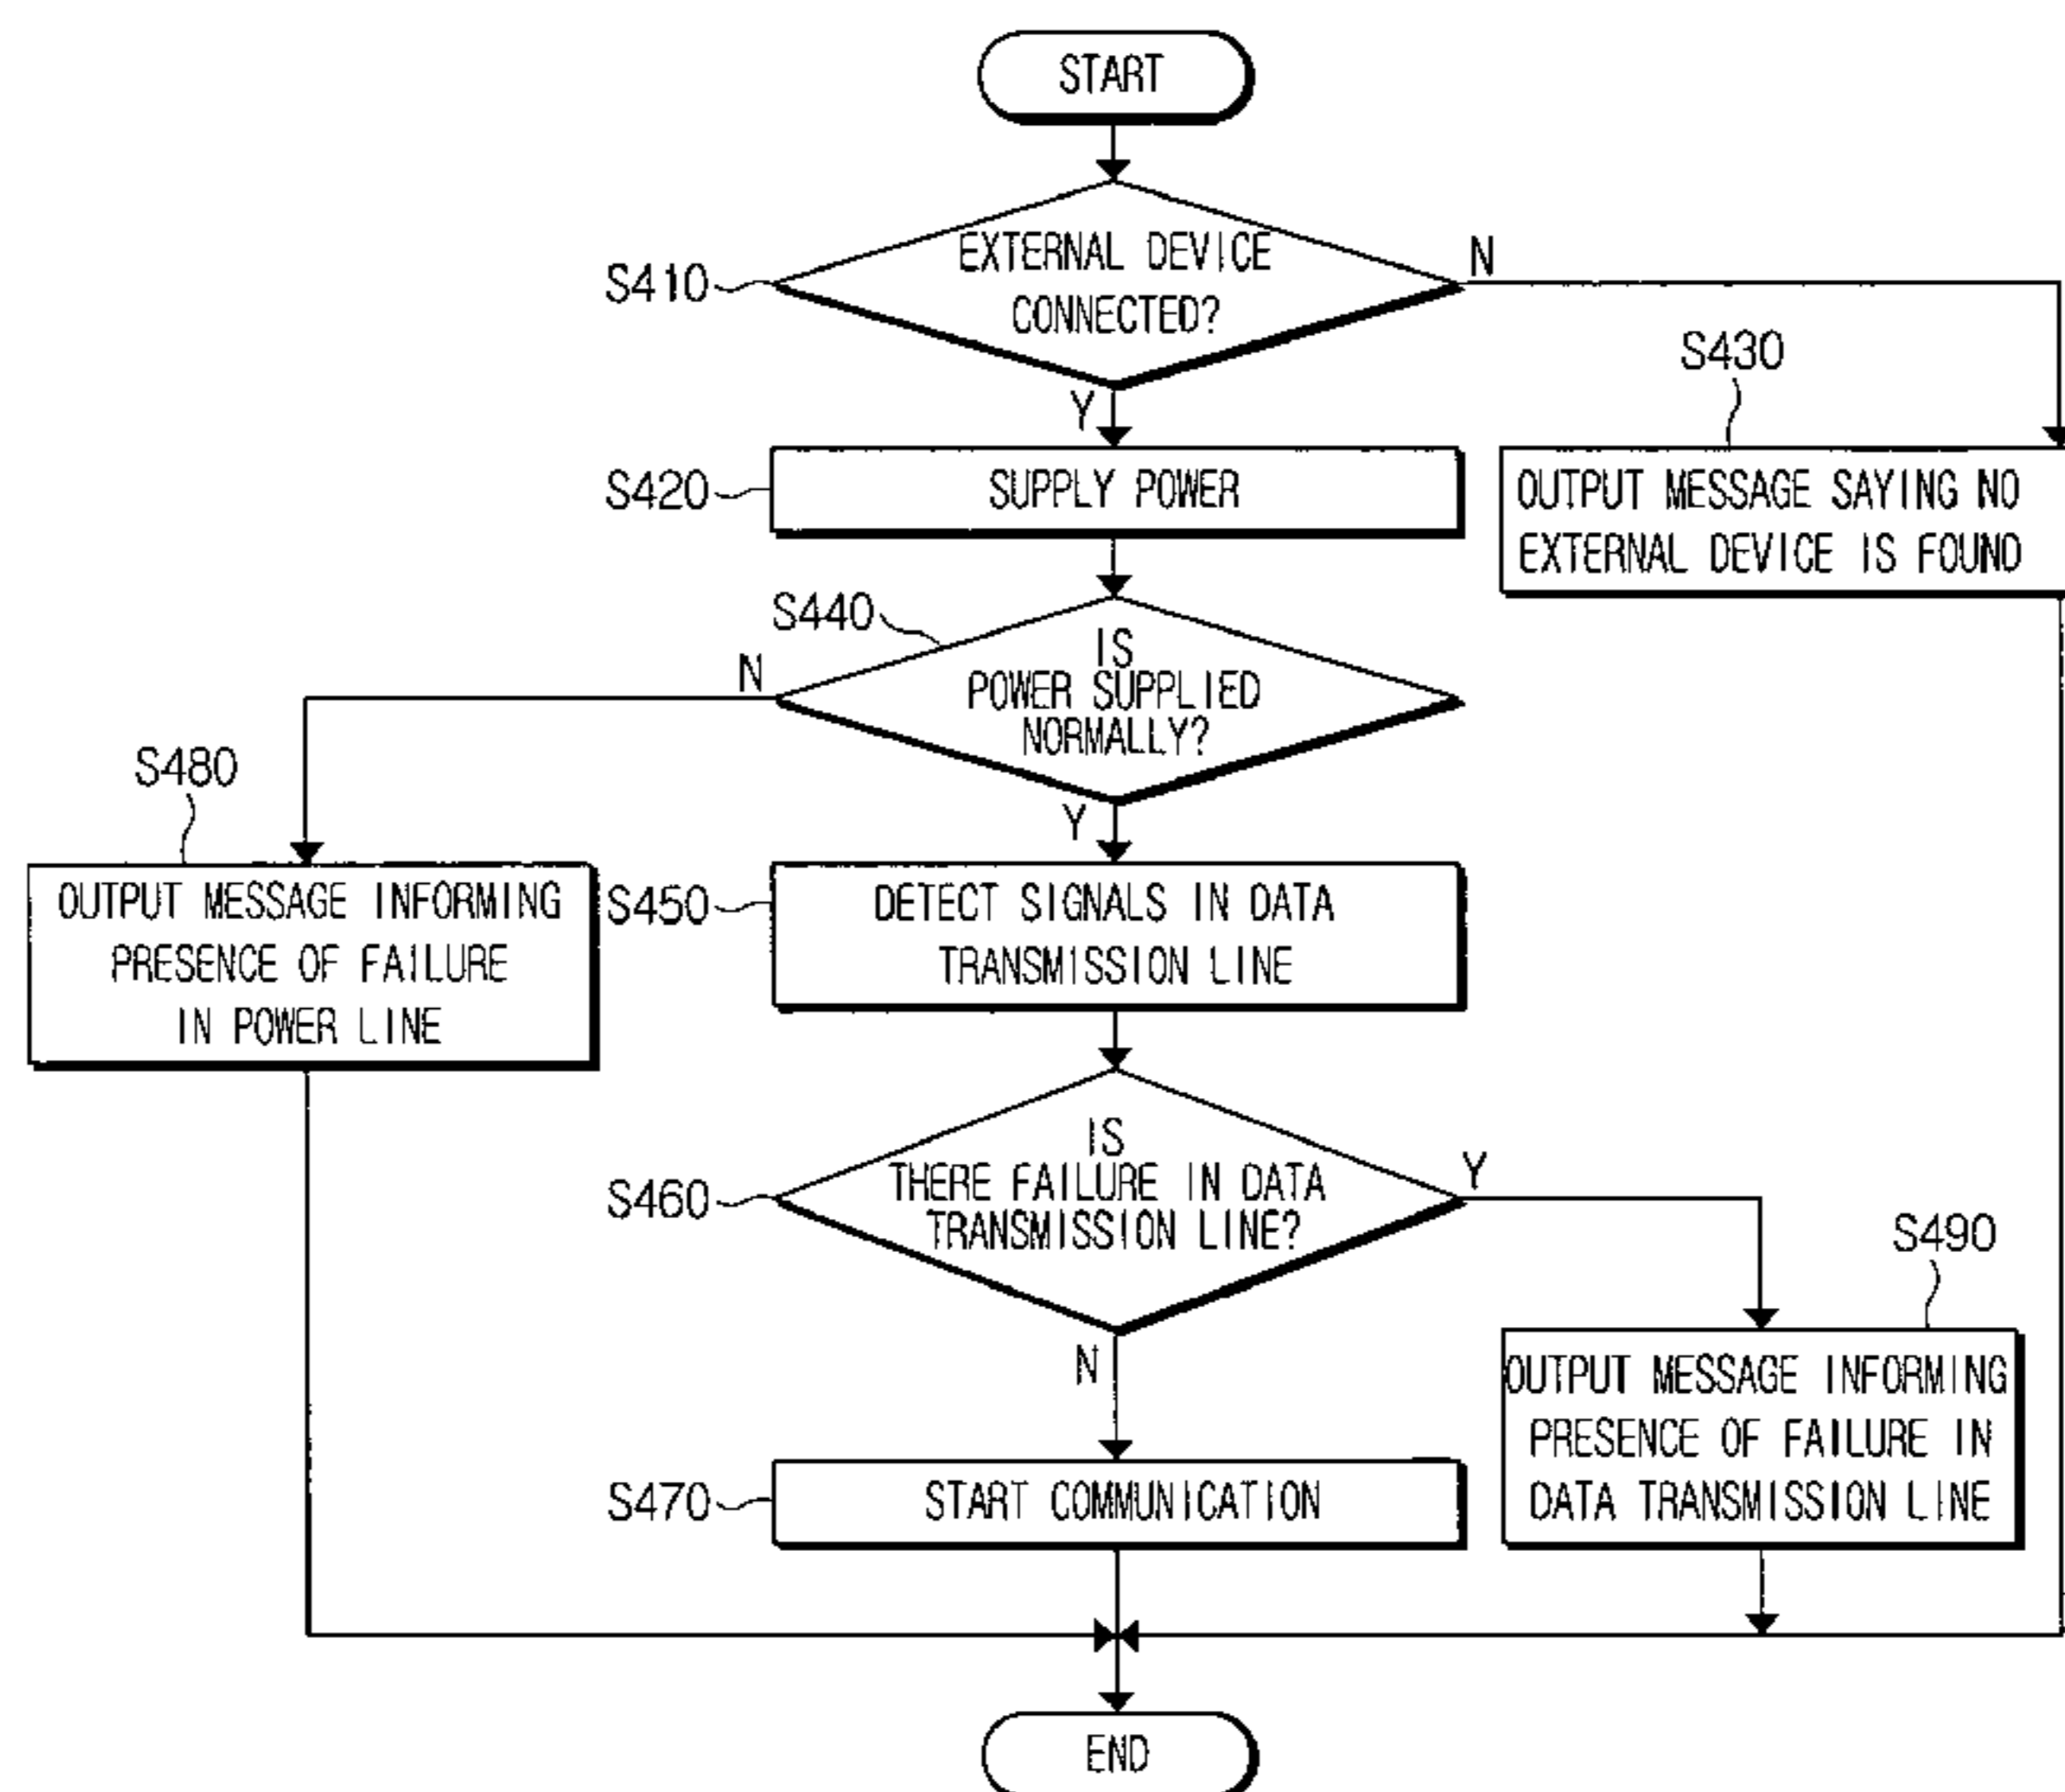 START
S410
EXTERNAL DEVICE
CONNECTED?
N
Y
S430
S420
SUPPLY POWER
OUTPUT MESSAGE SAYING NO
EXTERNAL DEVICE IS FOUND
S440
IS
POWER SUPPLIED
NORMALLY?
N
Y
S480
OUTPUT MESSAGE INFORMING
PRESENCE OF FAILURE
IN POWER LINE
S450
DETECT SIGNALS IN DATA
TRANSMISSION LINE
S460
IS
THERE FAILURE IN DATA
TRANSMISSION LINE?
Y
N
S490
OUTPUT MESSAGE INFORMING
PRESENCE OF FAILURE IN
DATA TRANSMISSION LINE
S470
START COMMUNICATION
END